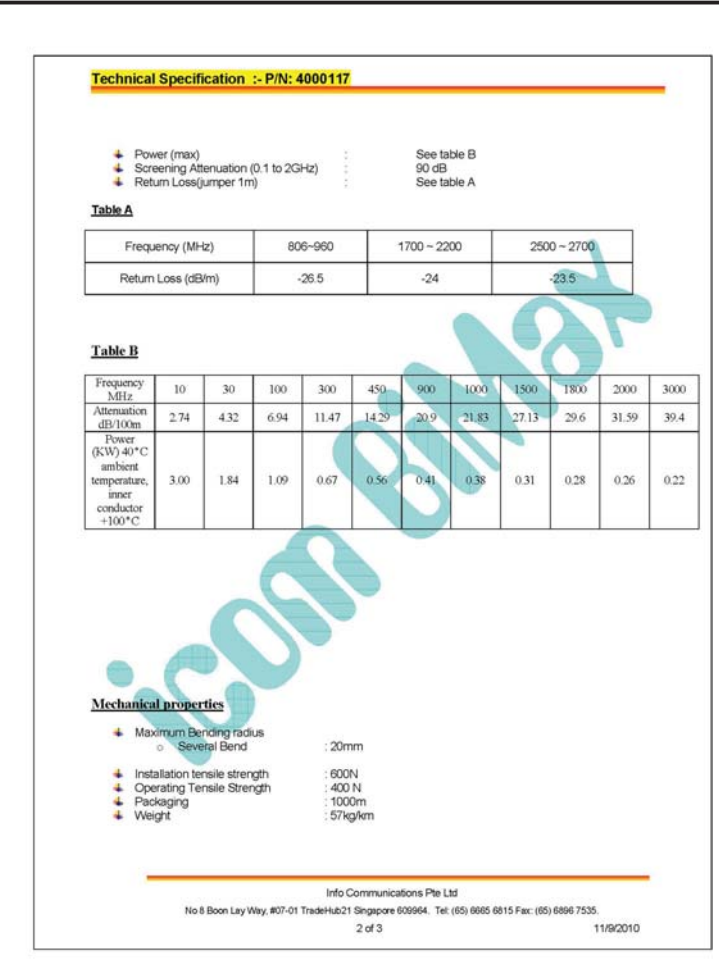 Technical Specification :- P/N: 4000117
Power (max) : See table B
Screening Attenuation (0.1 to 2GHz) : 90 dB
Return Loss(jumper 1m) : See table A
Table A
Frequency (MHz) 806~960 1700 ~ 2200 2500 ~ 2700
Return Loss (dB/m) -26.5 -24 -23.5
Table B
Frequency MHz 10 30 100 300 450 900 1000 1500 1800 2000 3000
Attenuation dB/100m 2.74 4.32 6.94 11.47 14.29 20.9 21.83 27.13 29.6 31.59 39.4
Power
(KW) 40*C
ambient
temperature, 3.00 1.84 1.09 0.67 0.56 0.41 0.38 0.31 0.28 0.26 0.22
inner
conductor
+100*C
icom BiMax
Mechanical properties
Maximum Bending radius
o Several Bend : 20mm
Installation tensile strength : 600N
Operating Tensile Strength : 400 N
Packaging : 1000m
Weight : 57kg/km
Info Communications Pte Ltd
No 8 Boon Lay Way, #07-01 TradeHub21 Singapore 609964. Tel: (65) 6665 6815 Fax: (65) 6896 7535.
2 of 3 11/9/2010